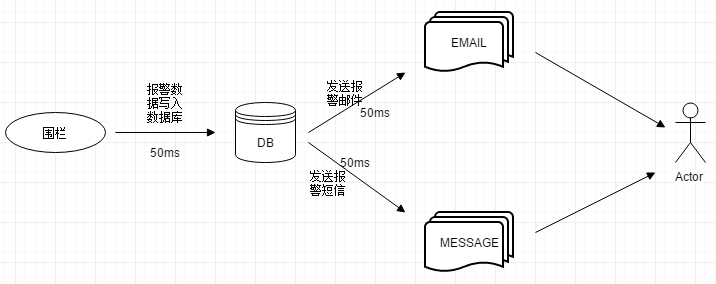 围栏
报警数
据写入
数据库
50ms
DB
发送报
警邮件
50ms
50ms
发送报
警短信
EMAIL
MESSAGE
Actor